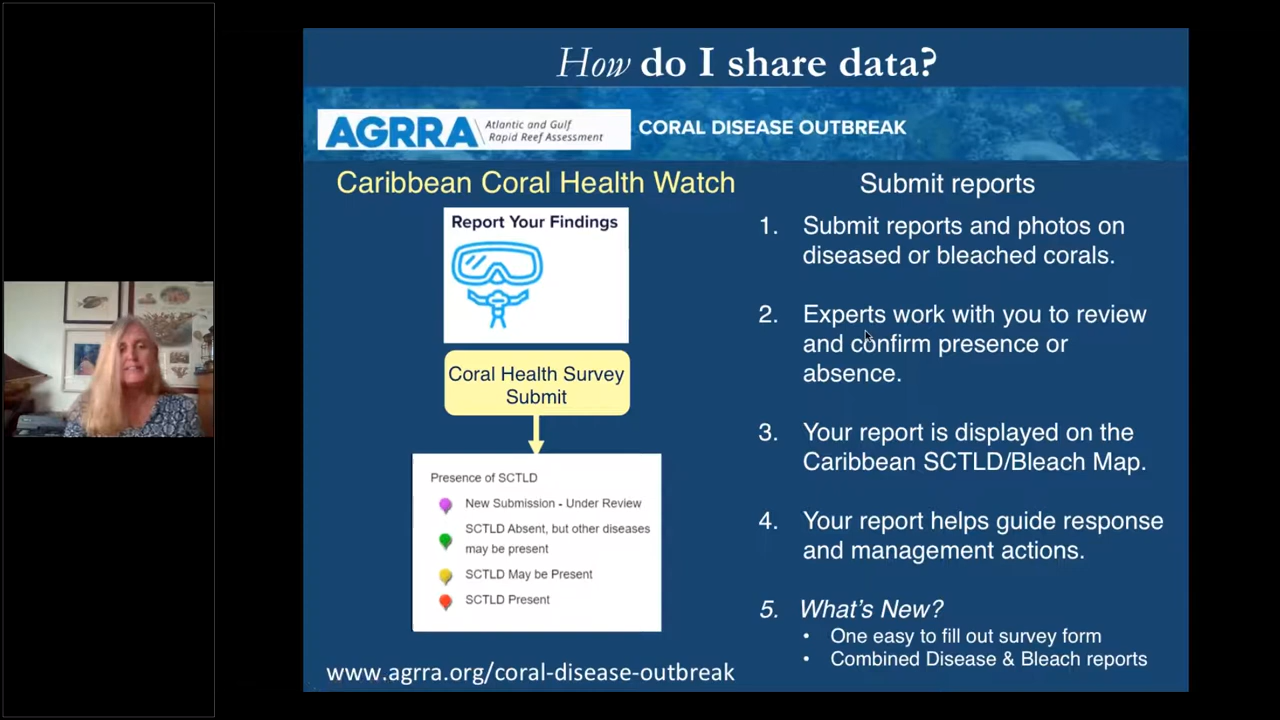 How do I share data?
AGRRA
Atlantic and Gulf
Rapid Reef Assessment
CORAL DISEASE OUTBREAK
Caribbean Coral Health Watch
Report Your Findings
Coral Health Survey
Submit
Presence of SCTLD
New Submission - Under Review
SCTLD Absent, but other diseases
may be present
SCTLD May be Present
SCTLD Present
www.agrra.org/coral-disease-outbreak
Submit reports
1. Submit reports and photos on
diseased or bleached corals.
2. Experts work with you to review
and confirm presence or
absence.
3. Your report is displayed on the
Caribbean SCTLD/Bleach Map.
4. Your report helps guide response
and management actions.
5. What's New?
• One easy to fill out survey form
• Combined Disease & Bleach reports